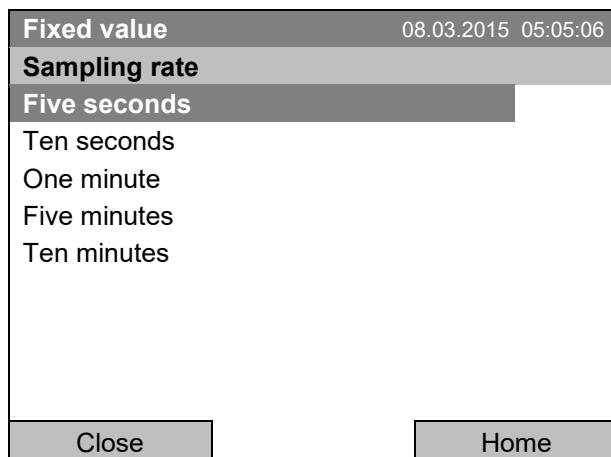 Fixed value 08.03.2015 05:05:06
Sampling rate
Five seconds
Ten seconds
One minute
Five minutes
Ten minutes
Close Home